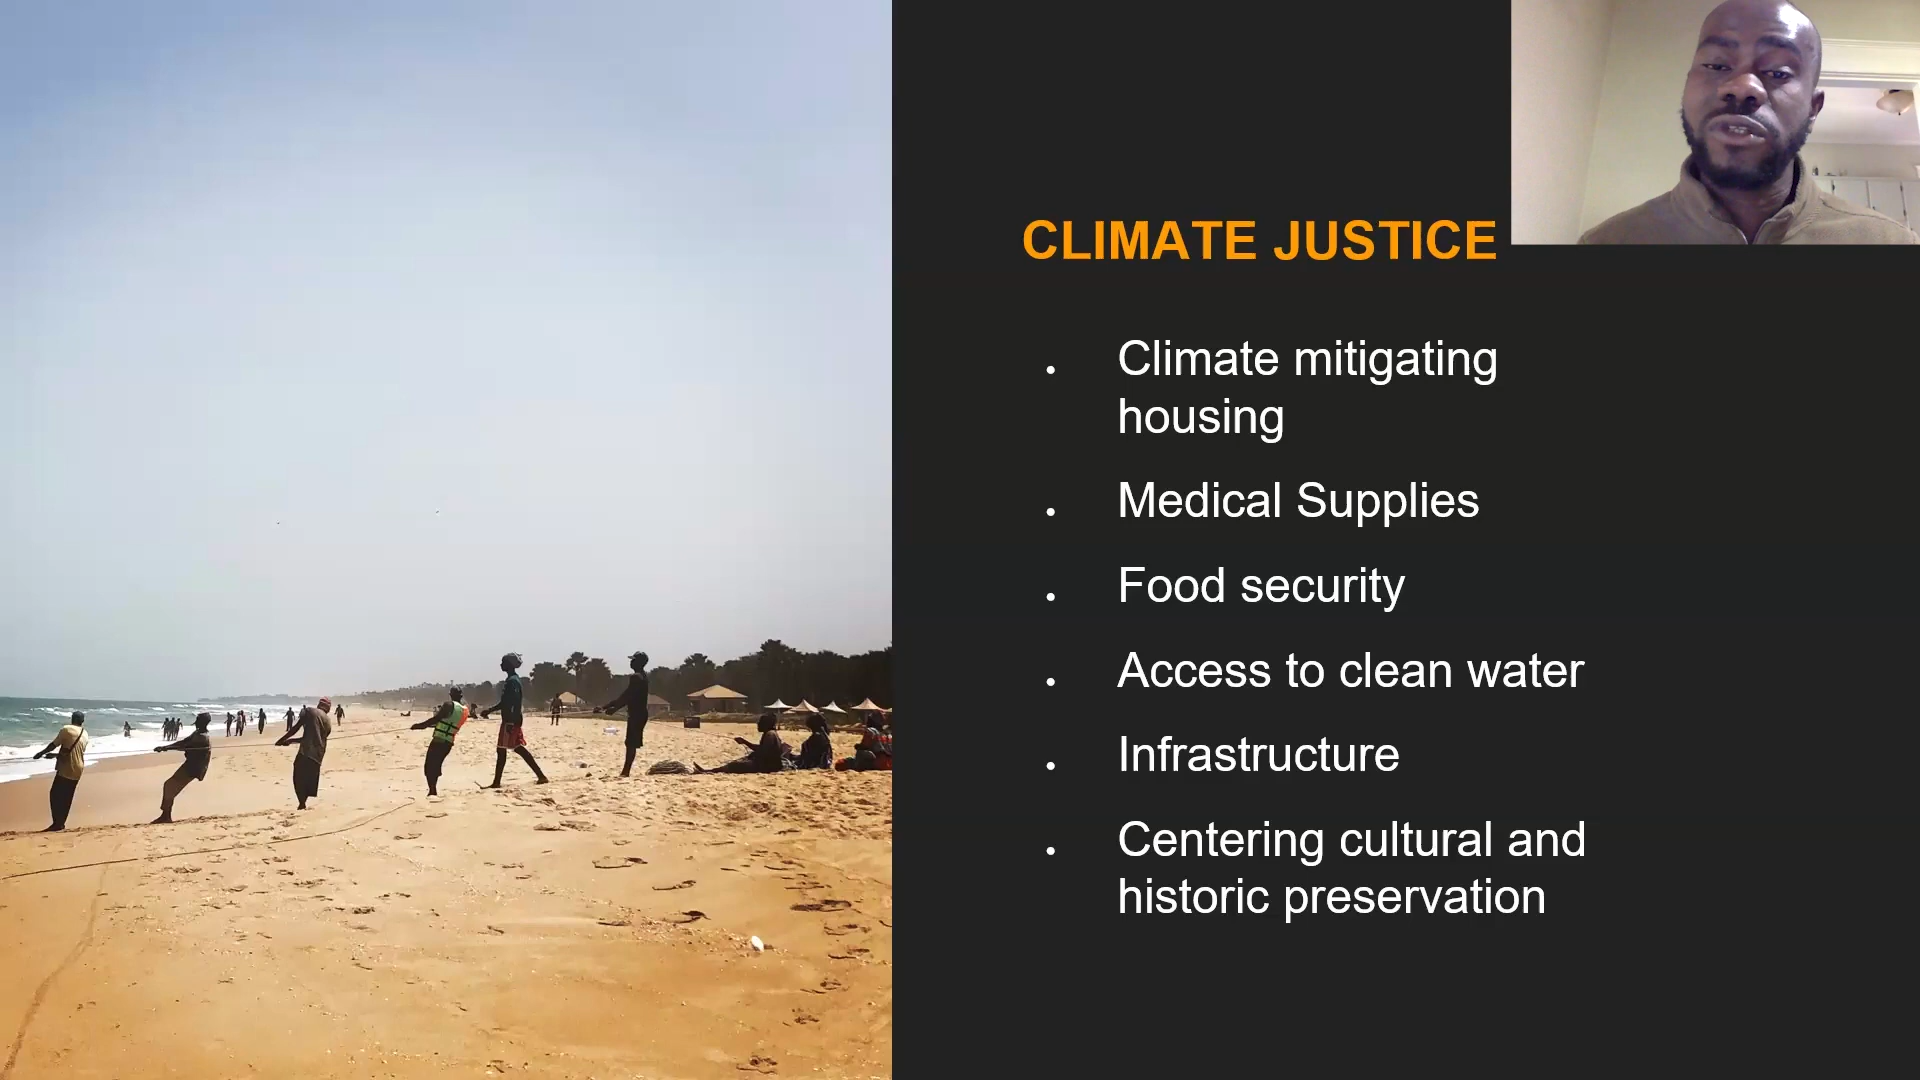 CLIMATE JUSTICE
Climate mitigating
housing
Medical Supplies
Food security
Access to clean water
Infrastructure
Centering cultural and
historic preservation